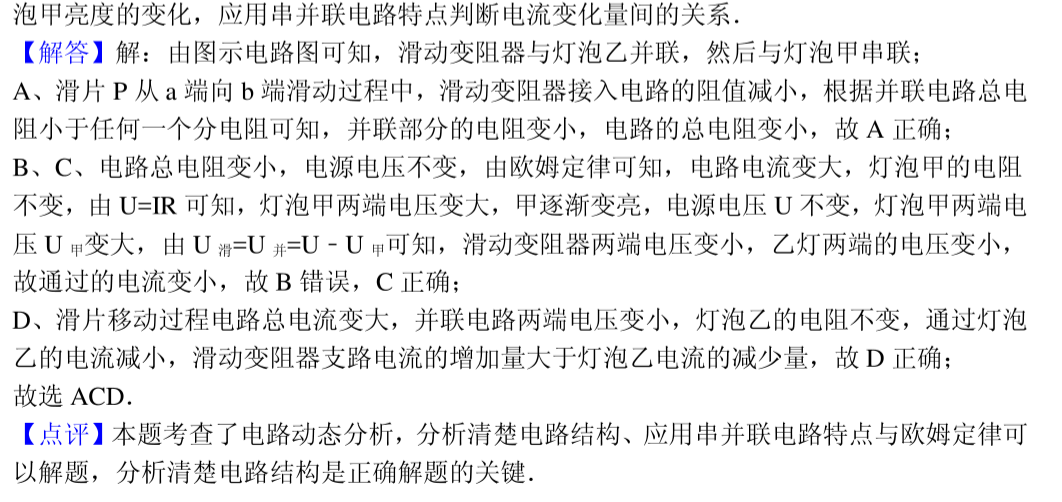 泡甲亮度的变化，应用串并联电路特点判断电流变化量间的关系．
【解答】解：由图示电路图可知，滑动变阻器与灯泡乙并联，然后与灯泡甲串联；
A、滑片 P 从 a 端向 b 端滑动过程中，滑动变阻器接入电路的阻值减小，根据并联电路总电
阻小于任何一个分电阻可知，并联部分的电阻变小，电路的总电阻变小，故 A 正确；
B、C、电路总电阻变小，电源电压不变，由欧姆定律可知，电路电流变大，灯泡甲的电阻
不变，由 U=IR 可知，灯泡甲两端电压变大，甲逐渐变亮，电源电压 U 不变，灯泡甲两端电
压 U 甲变大，由 U 滑=U 并=U﹣U 甲可知，滑动变阻器两端电压变小，乙灯两端的电压变小，
故通过的电流变小，故 B 错误，C 正确；
D、滑片移动过程电路总电流变大，并联电路两端电压变小，灯泡乙的电阻不变，通过灯泡
乙的电流减小，滑动变阻器支路电流的增加量大于灯泡乙电流的减少量，故 D 正确；
故选 ACD．
【点评】本题考查了电路动态分析，分析清楚电路结构、应用串并联电路特点与欧姆定律可
以解题，分析清楚电路结构是正确解题的关键．